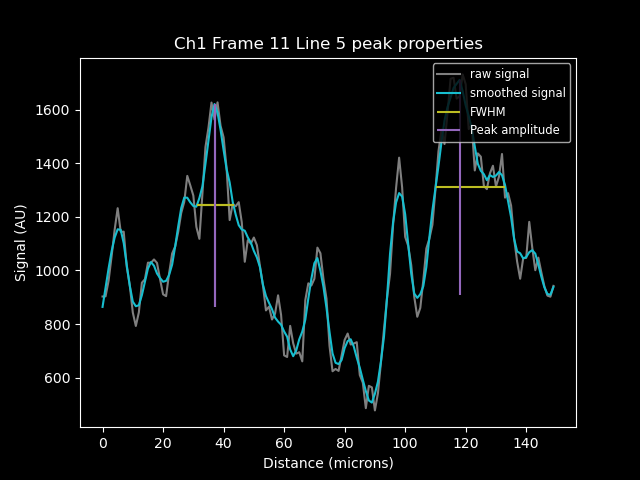 Ch1 Frame 11 Line 5 peak properties
raw signal
smoothed signal
FWHM
Peak amplitude
Signal (AU)
1600
1400
1200
1000
800
600
0 20 40 60 80 100 120 140
Distance (microns)